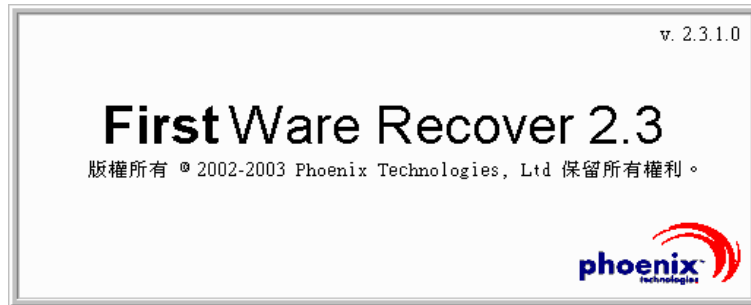 v. 2.3.1.0
FirstWare Recover 2.3
版權所有 © 2002-2003 Phoenix Technologies, Ltd 保留所有權利。
phoenix™
technologies